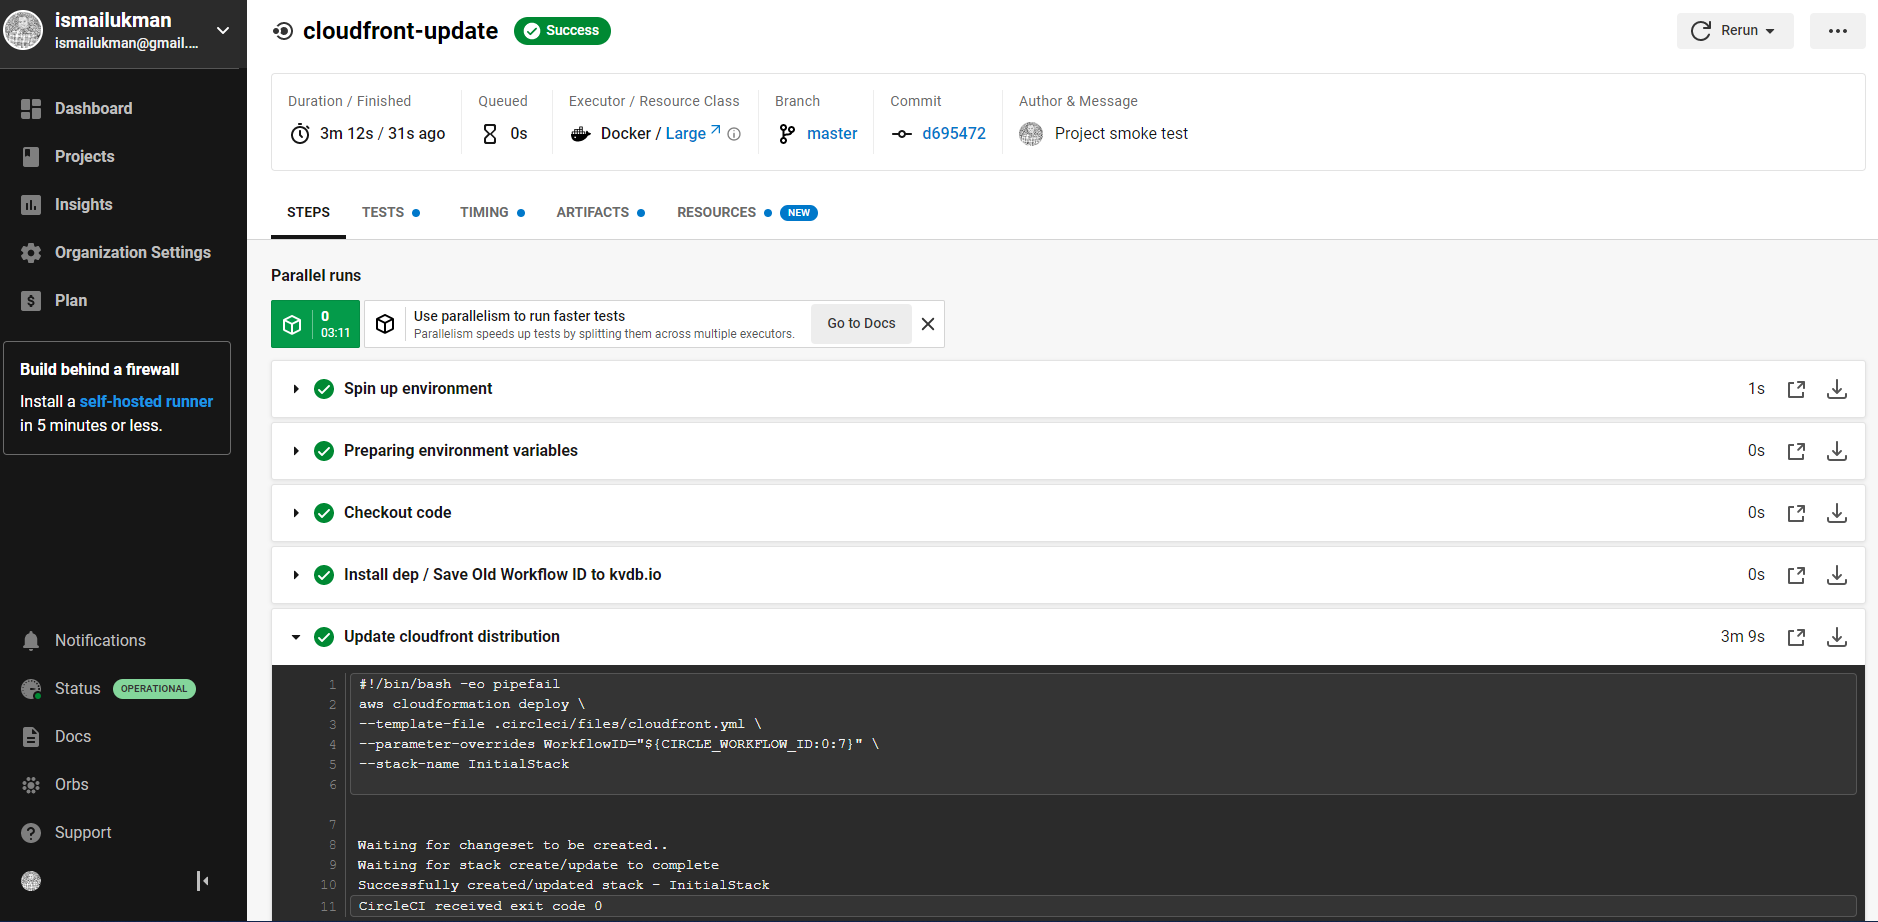 ismailukman
ismailukman@gmail....
Dashboard
Projects
Insights
Organization Settings
Plan
Build behind a firewall
Install a self-hosted runner
in 5 minutes or less.
Notifications
Status OPERATIONAL
Docs
Orbs
Support
cloudfront-update Success
Rerun
Duration / Finished
3m 12s / 31s ago
Queued
0s
Executor / Resource Class
Docker / Large
Branch
master
Commit
d695472
Author & Message
Project smoke test
STEPS TESTS TIMING ARTIFACTS RESOURCES NEW
Parallel runs
0
03:11
Use parallelism to run faster tests
Parallelism speeds up tests by splitting them across multiple executors.
Go to Docs
Spin up environment 1s
Preparing environment variables 0s
Checkout code 0s
Install dep / Save Old Workflow ID to kvdb.io 0s
Update cloudfront distribution 3m 9s
1 #!/bin/bash -eo pipefail
2 aws cloudformation deploy \
3 --template-file .circleci/files/cloudfront.yml \
4 --parameter-overrides WorkflowID="${CIRCLE_WORKFLOW_ID:0:7}" \
5 --stack-name InitialStack
6
7
8 Waiting for changeset to be created..
9 Waiting for stack create/update to complete
10 Successfully created/updated stack - InitialStack
11 CircleCI received exit code 0